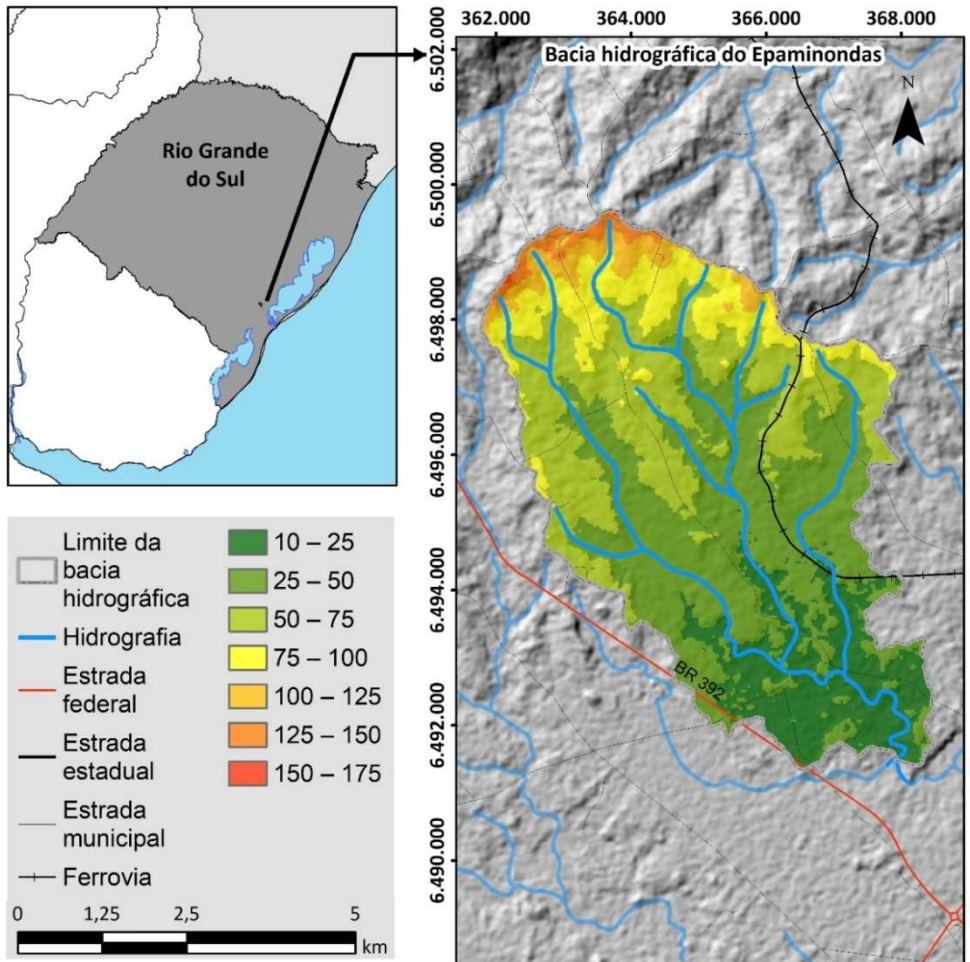 362.000
364.000
366.000
368.000
Bacia hidrográfica do Epaminondas
N
Rio Grande
do Sul
6.502.000
6.500.000
6.498.000
6.496.000
6.494.000
6.492.000
6.490.000
BR 392
Limite da
bacia
hidrográfica
Hidrografia
Estrada
federal
Estrada
estadual
Estrada
municipal
Ferrovia
10 – 25
25 – 50
50 – 75
75 – 100
100 – 125
125 – 150
150 – 175
0
1,25
2,5
5
km